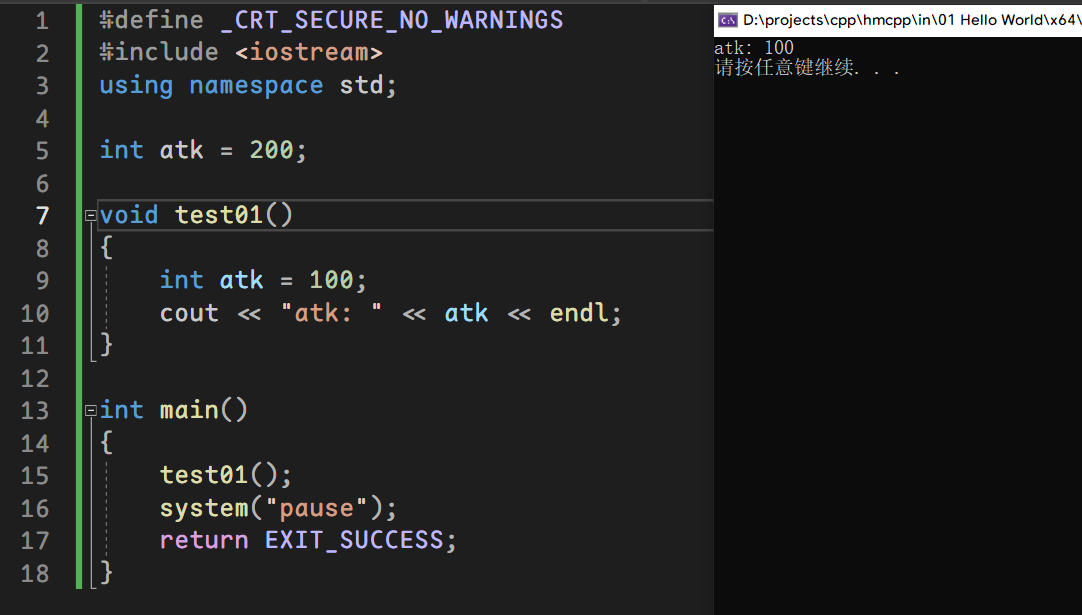 1 #define _CRT_SECURE_NO_WARNINGS
2 #include <iostream>
3 using namespace std;
4
5 int atk = 200;
6
7 void test01()
8 {
9     int atk = 100;
10     cout << "atk: " << atk << endl;
11 }
12
13 int main()
14 {
15     test01();
16     system("pause");
17     return EXIT_SUCCESS;
18 }
D:\projects\cpp\hmcpp\in\01 Hello World\x64\
atk: 100
请按任意键继续. . .